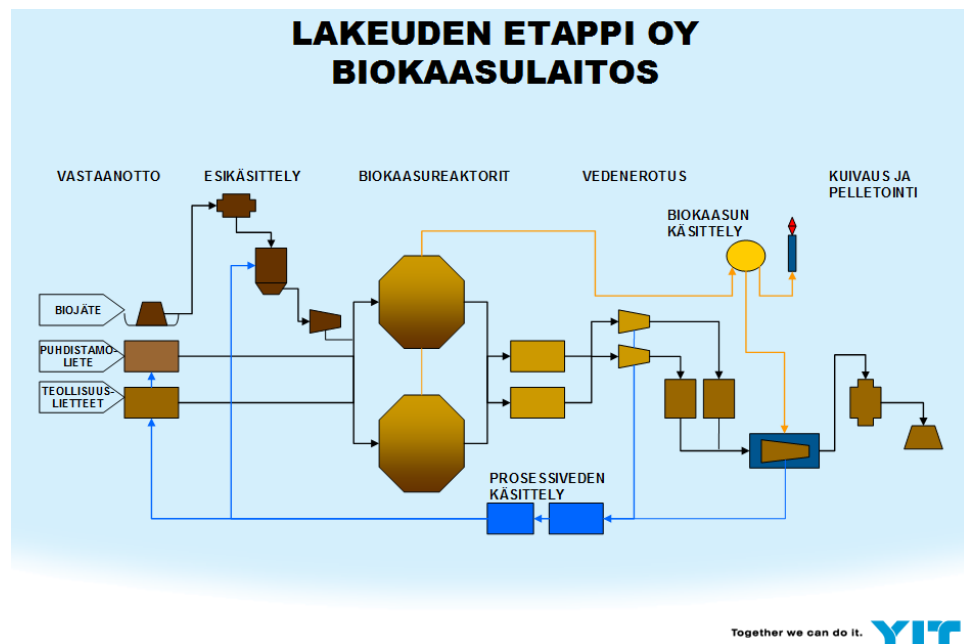 LAKEUDEN ETAPPI OY
BIOKAASULAITOS
VASTAANOTTO
ESIKÄSITTELY
BIOKAASUREAKTORIT
VEDENEROTUS
KUIVAUS JA
PELLETOINTI
BIOKAASUN
KÄSITTELY
BIOJÄTE
PUHDISTAMO-
LIETE
TEOLLISUUS-
LIETTEET
PROSESSIVEDEN
KÄSITTELY
Together we can do it.
YIT